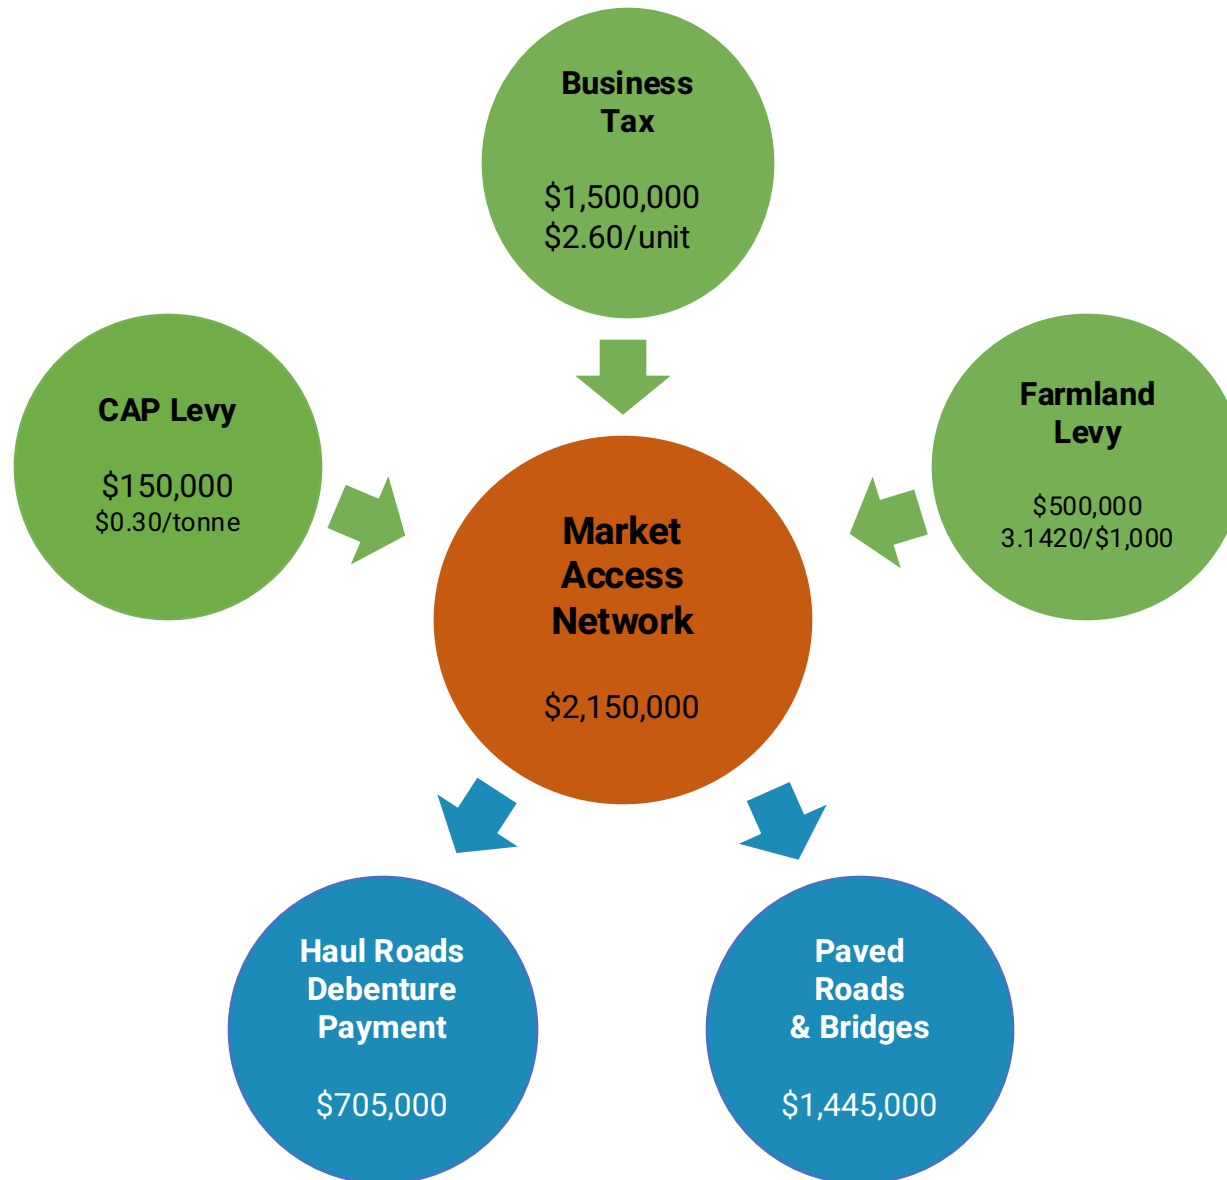 Business
Tax
$1,500,000
$2.60/unit
CAP Levy
$150,000
$0.30/tonne
Farmland
Levy
$500,000
3.1420/$1,000
Market
Access
Network
$2,150,000
Haul Roads
Debenture
Payment
$705,000
Paved
Roads
& Bridges
$1,445,000